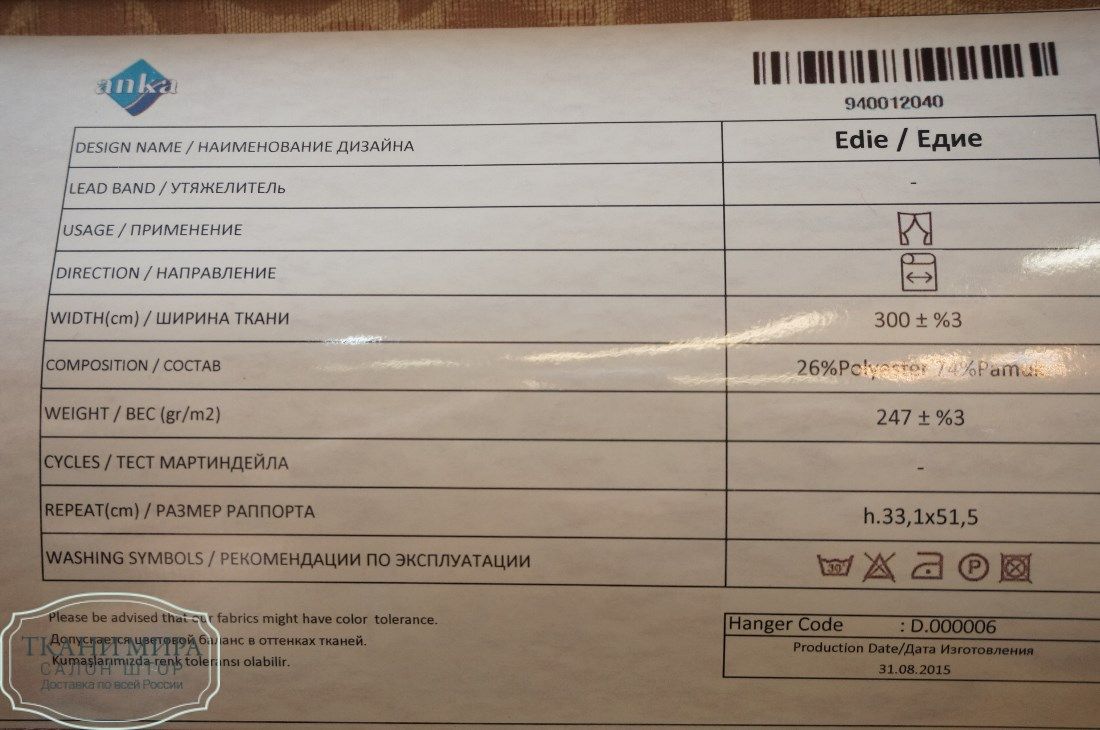 anka
940012040
DESIGN NAME / НАИМЕНОВАНИЕ ДИЗАЙНА Edie / Едие
LEAD BAND / УТЯЖЕЛИТЕЛЬ -
USAGE / ПРИМЕНЕНИЕ
DIRECTION / НАПРАВЛЕНИЕ
WIDTH(cm) / ШИРИНА ТКАНИ 300 ± %3
COMPOSITION / СОСТАВ 26%Polyester 74%Pamuk
WEIGHT / ВЕС (gr/m2) 247 ± %3
CYCLES / ТЕСТ МАРТИНДЕЙЛА -
REPEAT(cm) / РАЗМЕР РАППОРТА h.33,1x51,5
WASHING SYMBOLS / РЕКОМЕНДАЦИИ ПО ЭКСПЛУАТАЦИИ 30° P
Please be advised that our fabrics might have color tolerance.
Допускается цветовой баланс в оттенках тканей.
Kumaşlarımızda renk toleransı olabilir.
Hanger Code : D.000006
Production Date/Дата Изготовления
31.08.2015
ТКАНИ МИРА
САЛОН ШТОР
Доставка по всей России